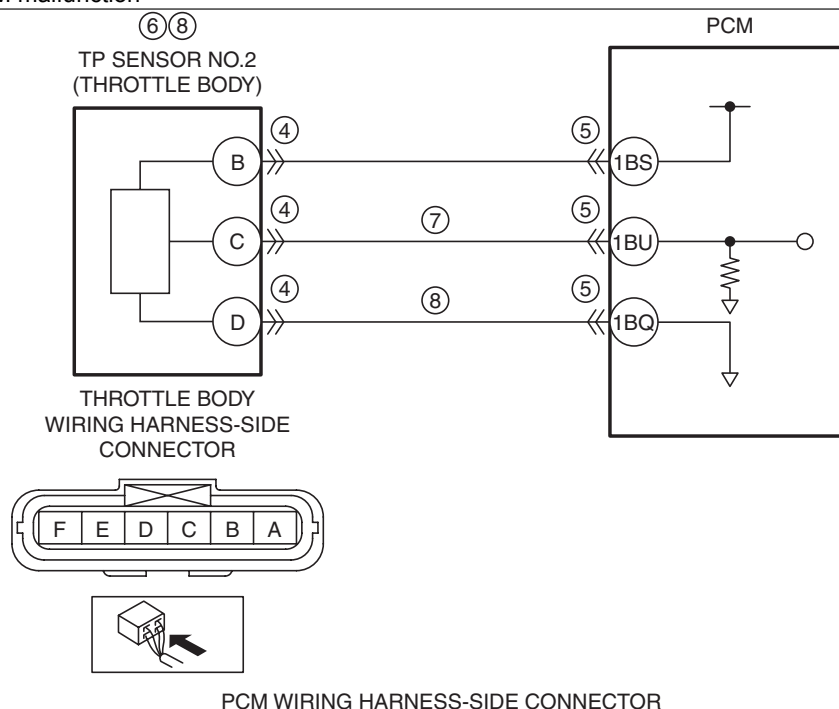 malfunction
⑥⑧
PCM
TP SENSOR NO.2
(THROTTLE BODY)
④
⑤
B
1BS
④
⑦
⑤
C
1BU
④
⑧
⑤
D
1BQ
THROTTLE BODY
WIRING HARNESS-SIDE
CONNECTOR
F E D C B A
PCM WIRING HARNESS-SIDE CONNECTOR